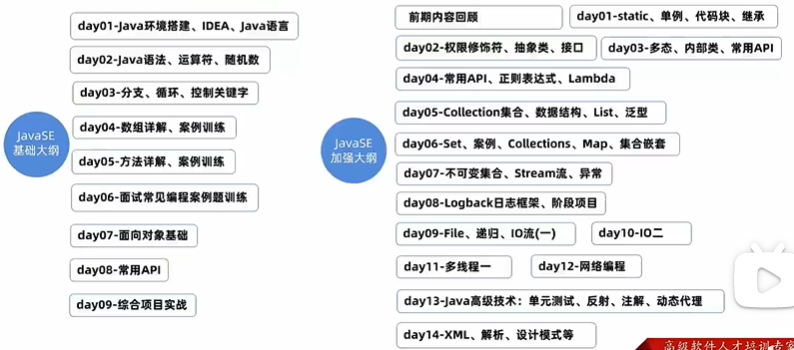 JavaSE
基础大纲
day01-Java环境搭建、IDEA、Java语言
day02-Java语法、运算符、随机数
day03-分支、循环、控制关键字
day04-数组详解、案例训练
day05-方法详解、案例训练
day06-面试常见编程案例题训练
day07-面向对象基础
day08-常用API
day09-综合项目实战
JavaSE
加强大纲
前期内容回顾
day01-static、单例、代码块、继承
day02-权限修饰符、抽象类、接口
day03-多态、内部类、常用API
day04-常用API、正则表达式、Lambda
day05-Collection集合、数据结构、List、泛型
day06-Set、案例、Collections、Map、集合嵌套
day07-不可变集合、Stream流、异常
day08-Logback日志框架、阶段项目
day09-File、递归、IO流(一)
day10-IO二
day11-多线程一
day12-网络编程
day13-Java高级技术：单元测试、反射、注解、动态代理
day14-XML、解析、设计模式等
高级软件人才培训专家